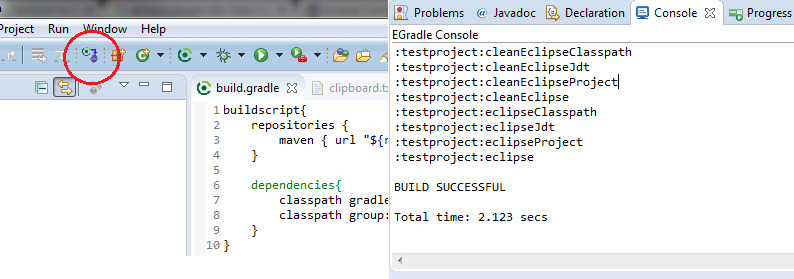 Project Run Window Help
build.gradle
clipboard.tx
1 buildscript{
2 repositories {
3 maven { url "${r
4 }
5
6 dependencies{
7 classpath gradle
8 classpath group:
9 }
10 }
Problems @ Javadoc Declaration Console Progress
EGradle Console
:testproject:cleanEclipseClasspath
:testproject:cleanEclipseJdt
:testproject:cleanEclipseProject
:testproject:cleanEclipse
:testproject:eclipseClasspath
:testproject:eclipseJdt
:testproject:eclipseProject
:testproject:eclipse
BUILD SUCCESSFUL
Total time: 2.123 secs